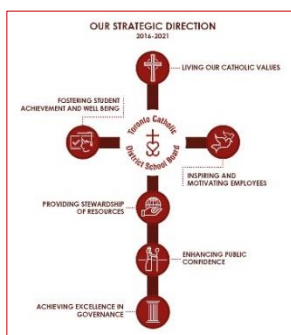 OUR STRATEGIC DIRECTION
2016-2021
LIVING OUR CATHOLIC VALUES
FOSTERING STUDENT
ACHIEVEMENT AND WELL BEING
Toronto Catholic
District School Board
INSPIRING AND
MOTIVATING EMPLOYEES
PROVIDING STEWARDSHIP
OF RESOURCES
ENHANCING PUBLIC
CONFIDENCE
ACHIEVING EXCELLENCE IN
GOVERNANCE